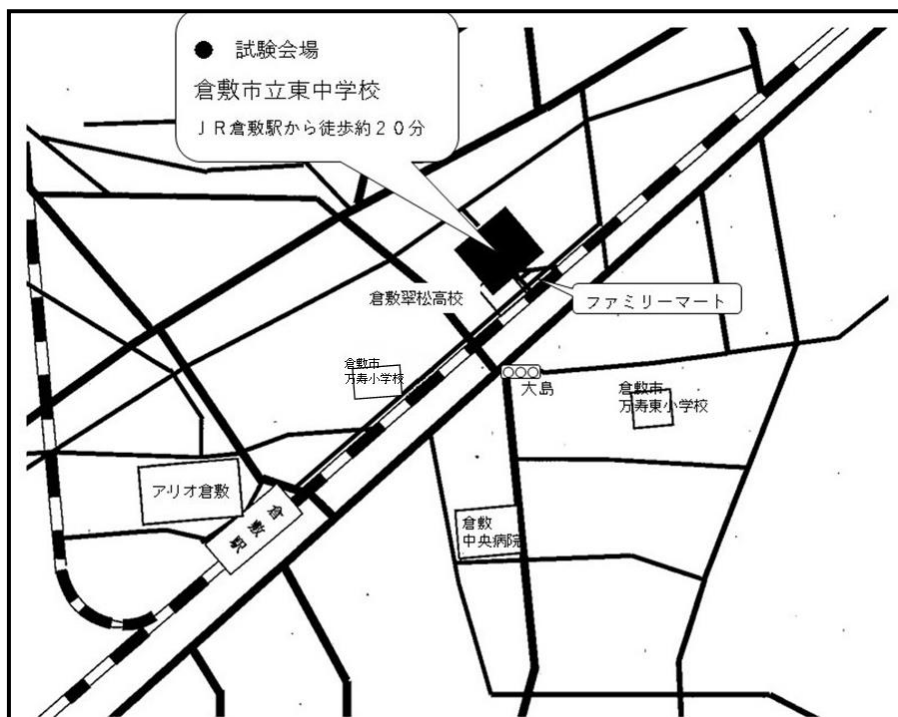 ● 試験会場
倉敷市立東中学校
ＪＲ倉敷駅から徒歩約２０分
倉敷翠松高校
ファミリーマート
倉敷市
万寿小学校
大島
倉敷市
万寿東小学校
アリオ倉敷
倉敷駅
倉敷
中央病院